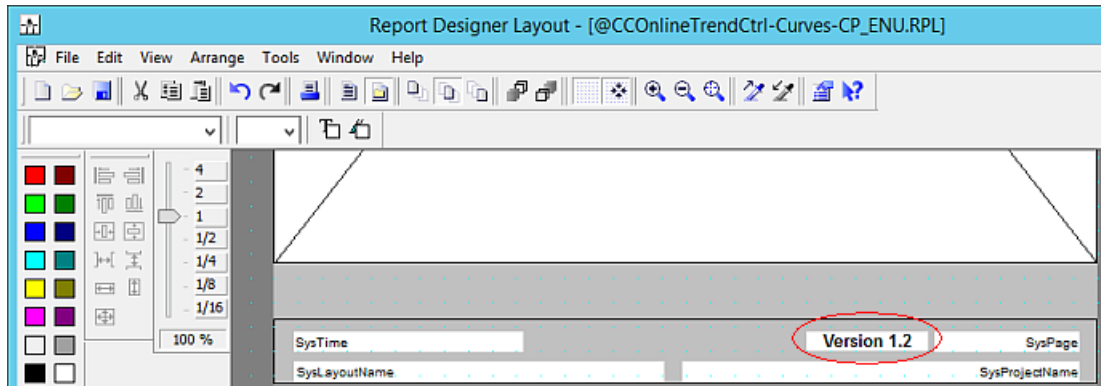 Report Designer Layout - [@CCOnlineTrendCtrl-Curves-CP_ENU.RPL]
File Edit View Arrange Tools Window Help
4
2
1
1/2
1/4
1/8
1/16
100 %
SysTime Version 1.2 SysPage
SysLayoutName SysProjectName